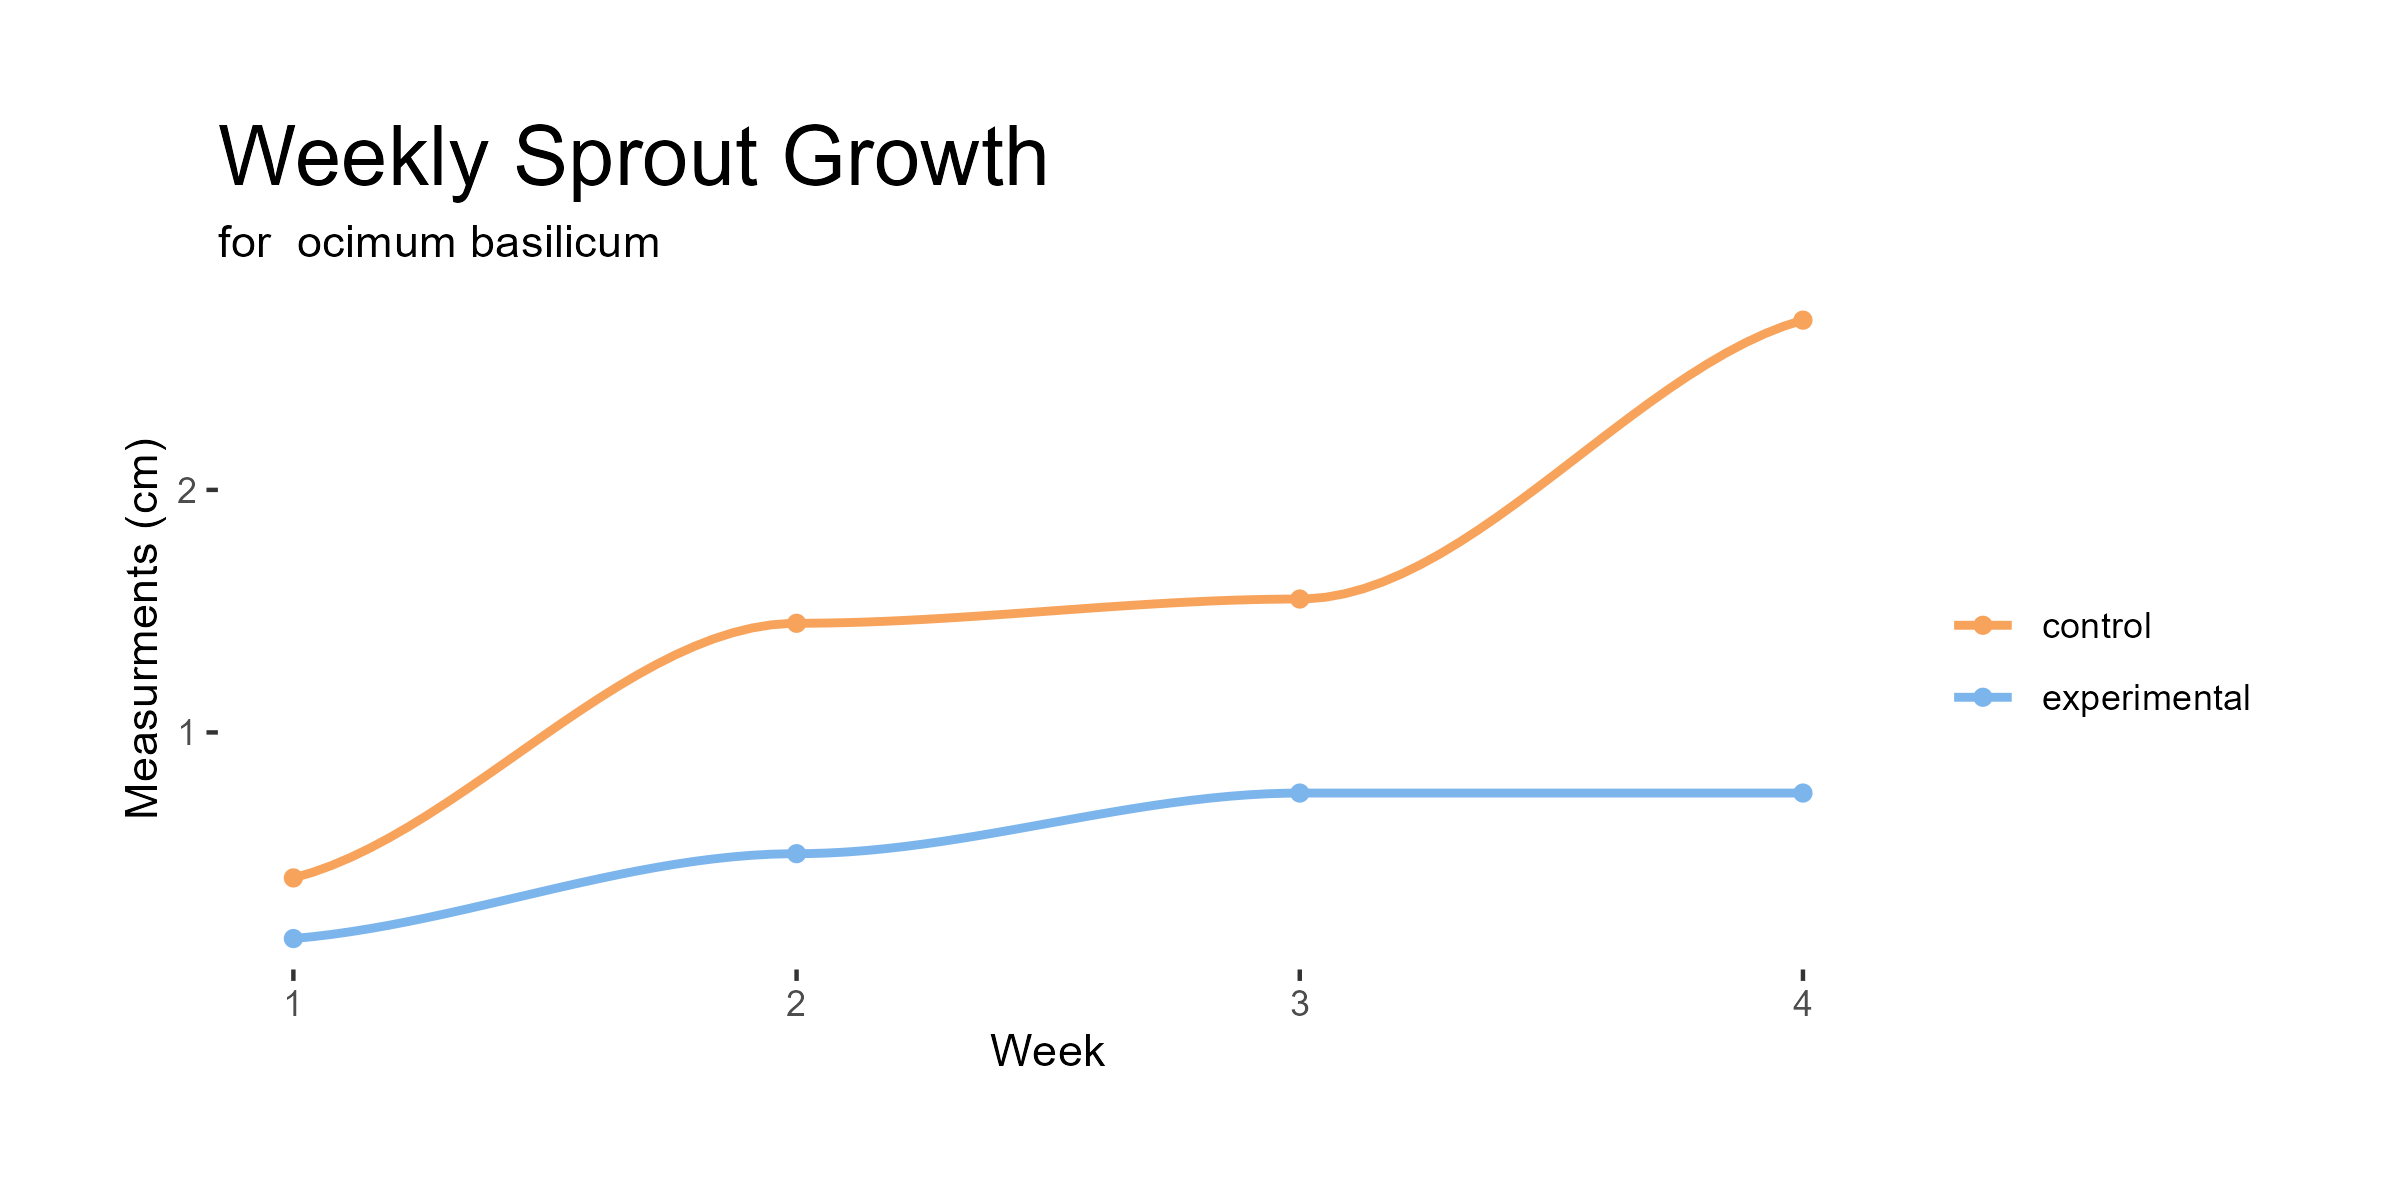 Weekly Sprout Growth
for  ocimum basilicum
Measurments (cm)
2
1
1 2 3 4
Week
control
experimental